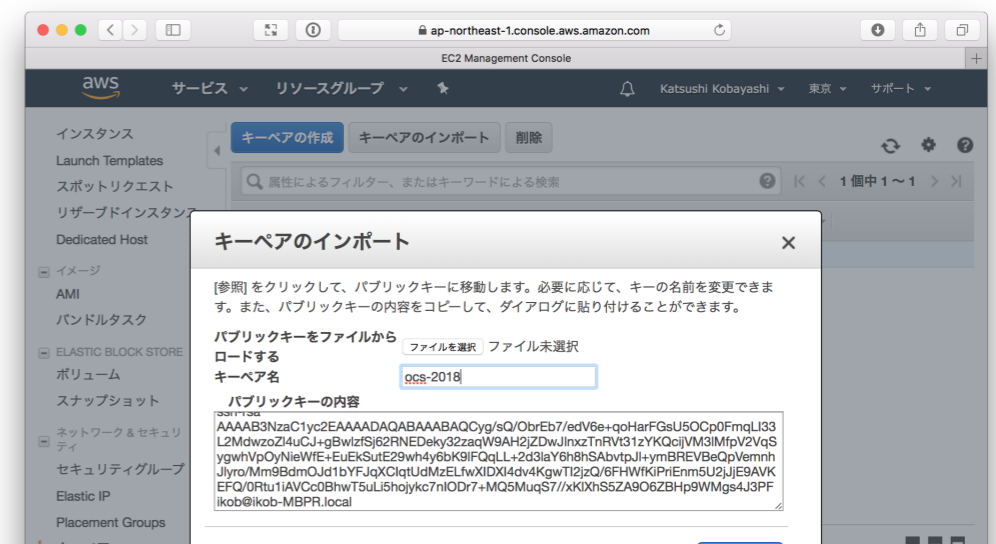 ap-northeast-1.console.aws.amazon.com
EC2 Management Console
aws サービス リソースグループ Katsushi Kobayashi 東京 サポート
インスタンス
Launch Templates
スポットリクエスト
リザーブドインスタンス
Dedicated Host
イメージ
AMI
バンドルタスク
ELASTIC BLOCK STORE
ボリューム
スナップショット
ネットワーク & セキュリ
ティ
セキュリティグループ
Elastic IP
Placement Groups
キーペアの作成 キーペアのインポート 削除
属性によるフィルター、またはキーワードによる検索
1 個中 1 ~ 1
キーペアのインポート
[参照] をクリックして、パブリックキーに移動します。必要に応じて、キーの名前を変更できま
す。また、パブリックキーの内容をコピーして、ダイアログに貼り付けることができます。
パブリックキーをファイルから
ロードする
ファイルを選択 ファイル未選択
キーペア名 ocs-2018
パブリックキーの内容
ssh-rsa
AAAAB3NzaC1yc2EAAAADAQABAAABAQCyg/sQ/ObrEb7/edV6e+qoHarFGsU5OCp0FmqLI33
L2MdwzoZl4uCJ+gBwlzfSj62RNEDeky32zaqW9AH2jZDwJlnxzTnRVt31zYKQcijVM3lMfpV2VqS
ygwhVpOyNieWfE+EuEkSutE29wh4y6bK9lFQqLL+2d3laY6h8hSAbvtpJl+ymBREVBeQpVemnh
Jlyro/Mm9BdmOJd1bYFJqXClqtUdMzELfwXIDXI4dv4KgwTl2jzQ/6FHWfKiPriEnm5U2jJjE9AVK
EFQ/0Rtu1iAVCc0BhwT5uLi5hojykc7nIODr7+MQ5MuqS7//xKlXhS5ZA9O6ZBHp9WMgs4J3PF
ikob@ikob-MBPR.local